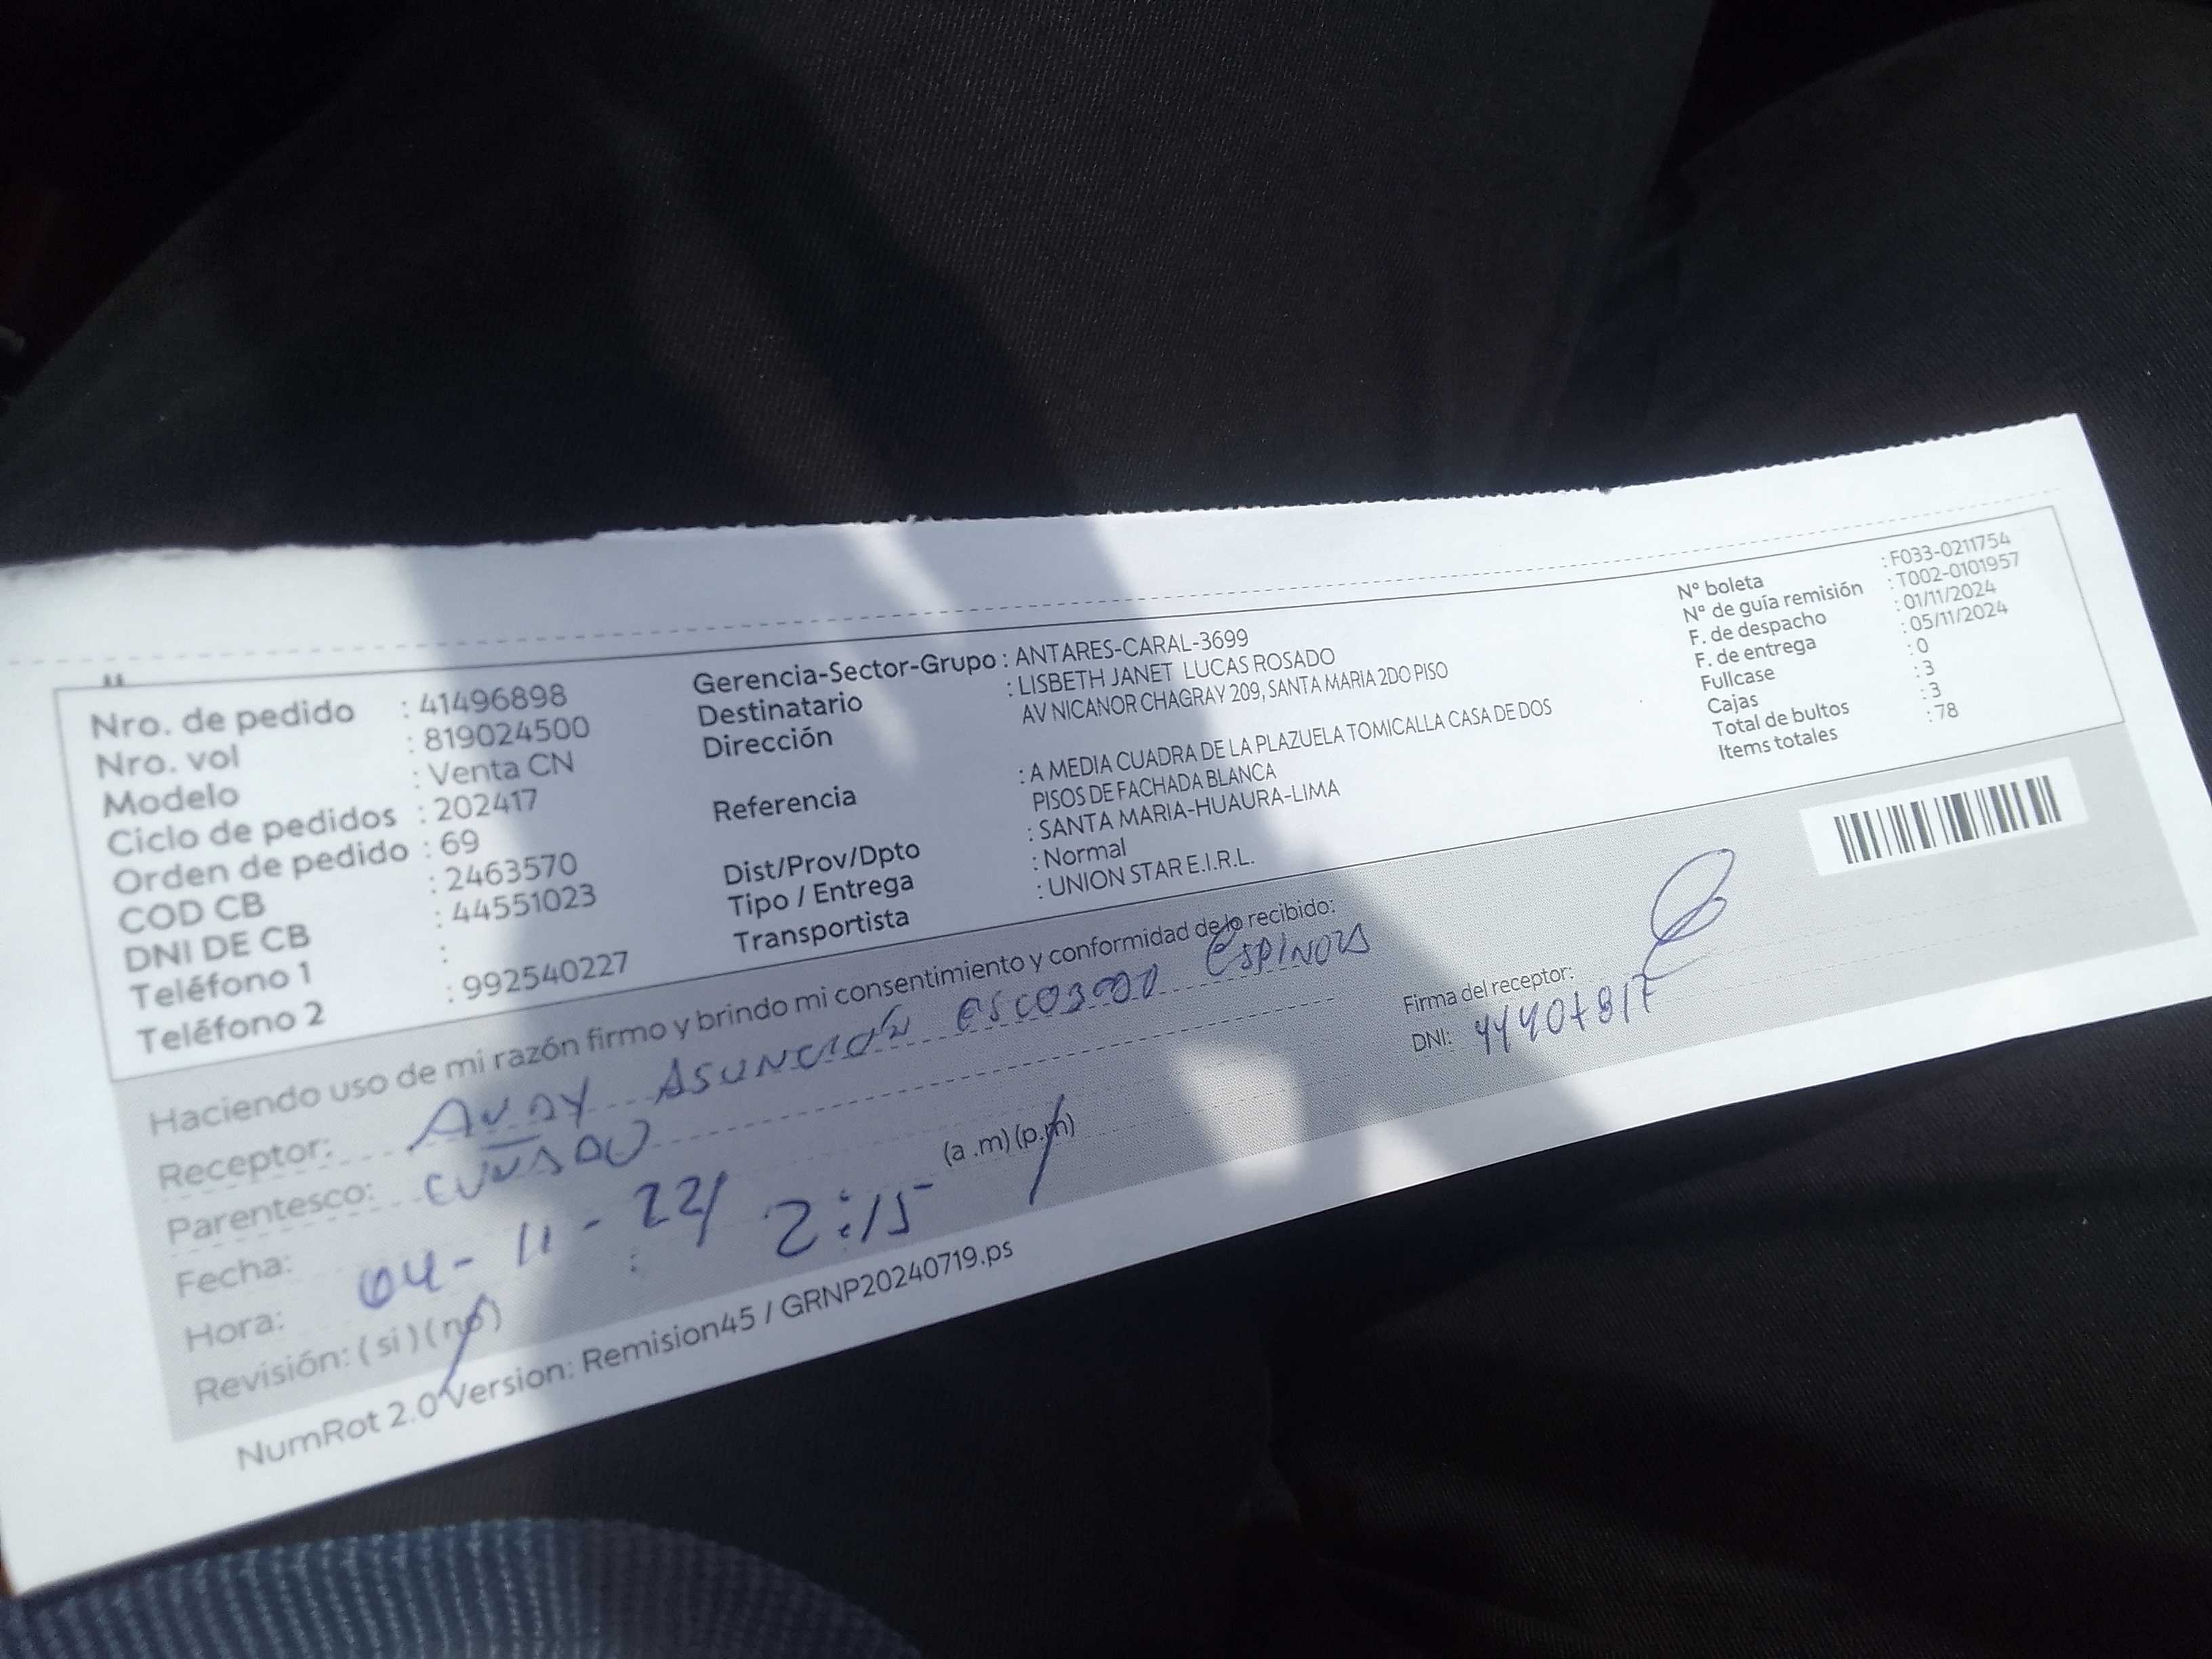 Nro. de pedido : 41496898
Nro. vol : 819024500
Modelo : Venta CN
Ciclo de pedidos : 202417
Orden de pedido : 69
COD CB : 2463570
DNI DE CB : 44551023
Teléfono 1 :
Teléfono 2 : 992540227
Gerencia-Sector-Grupo : ANTARES-CARAL-3699
Destinatario : LISBETH JANET LUCAS ROSADO
Dirección AV NICANOR CHAGRAY 209, SANTA MARIA 2DO PISO
Referencia : A MEDIA CUADRA DE LA PLAZUELA TOMICALLA CASA DE DOS
PISOS DE FACHADA BLANCA
Dist/Prov/Dpto : SANTA MARIA-HUAURA-LIMA
Tipo / Entrega : Normal
Transportista : UNION STAR E.I.R.L.
N° boleta : F033-0211754
N° de guía remisión : T002-0101957
F. de despacho : 01/11/2024
F. de entrega : 05/11/2024
Fullcase : 0
Cajas : 3
Total de bultos : 3
Items totales : 78
Haciendo uso de mi razón firmo y brindo mi consentimiento y conformidad de lo recibido:
Receptor: ASUNCIÓN ESPINOZA
Parentesco: CUÑADO
Fecha: 04-11-
Hora: : 2:15 (a .m) (p.m)
Revisión: ( si ) ( no )
Firma del receptor:
DNI: 44407817
NumRot 2.0 Version: Remision45 / GRNP20240719.ps